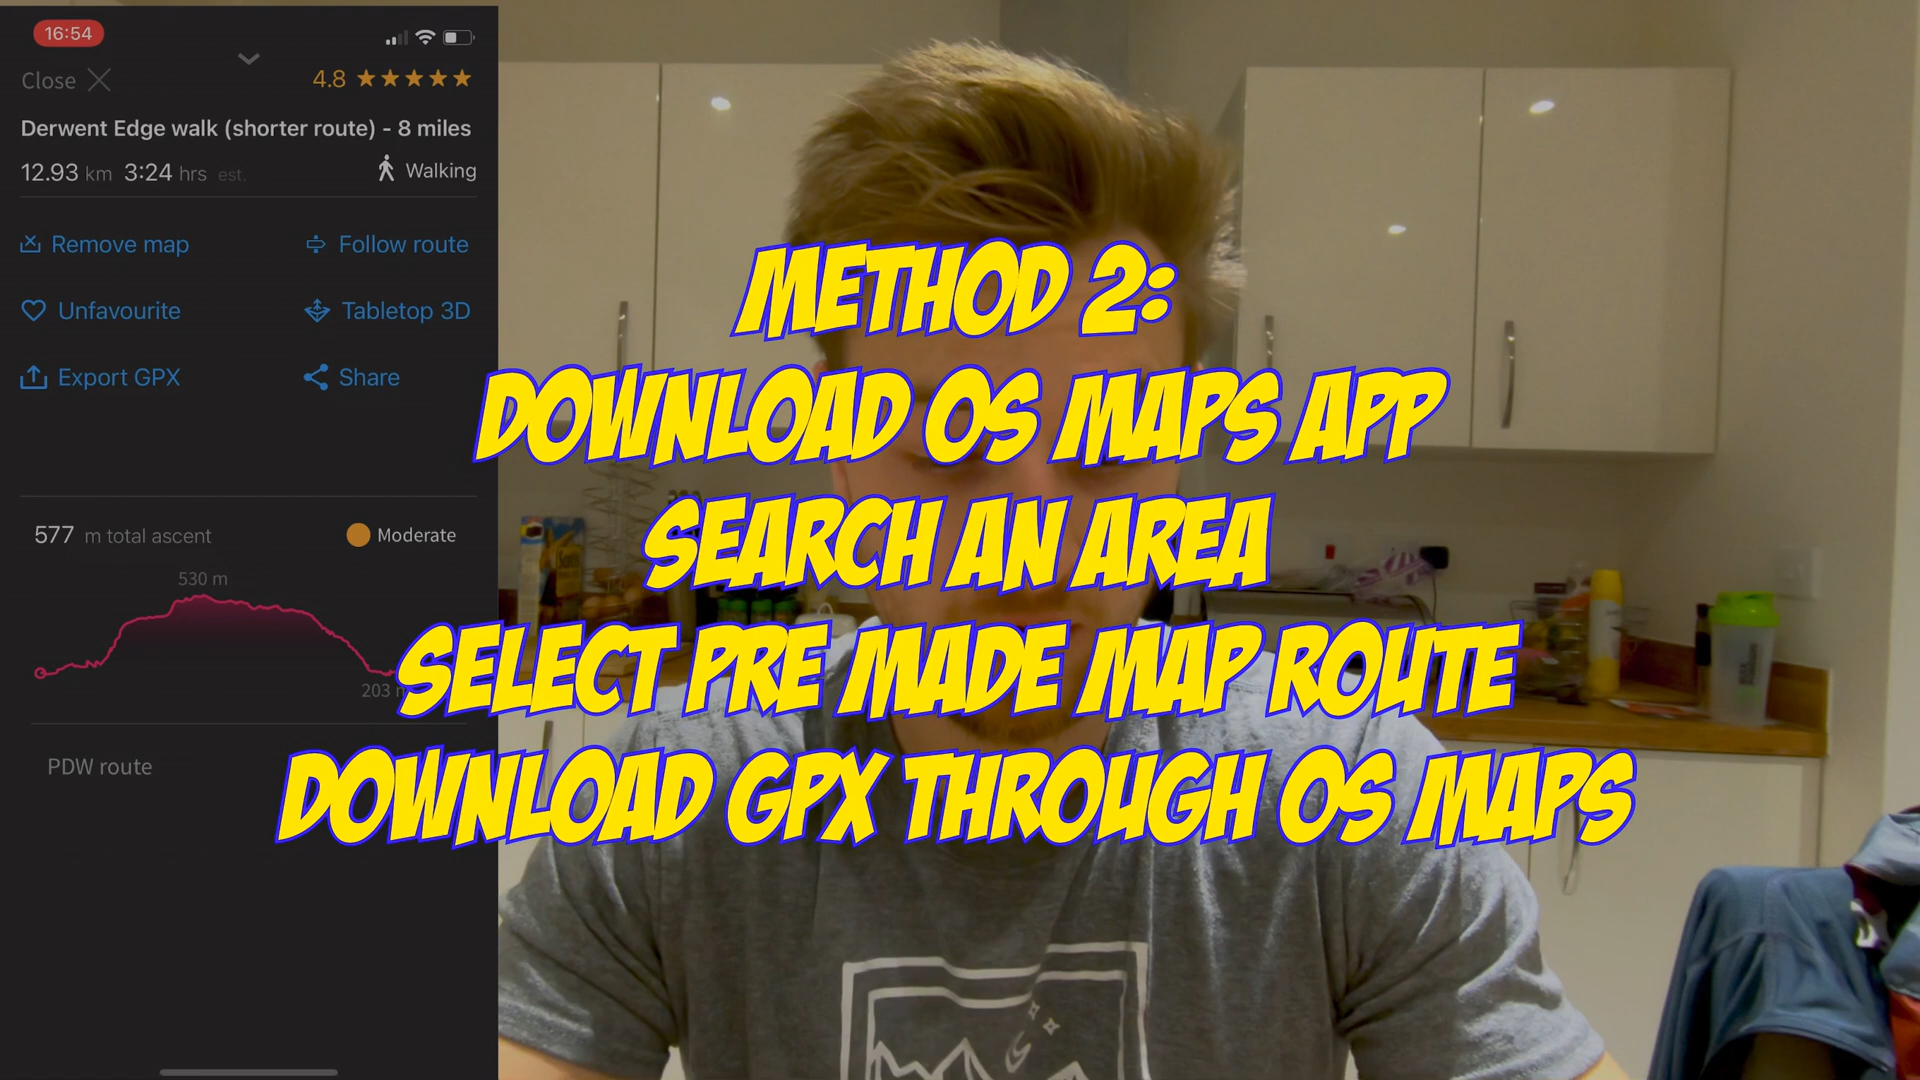 16:54
Close
4.8
Derwent Edge walk (shorter route) - 8 miles
12.93 km 3:24 hrs est.
Walking
Remove map
Follow route
Unfavourite
Tabletop 3D
Export GPX
Share
577 m total ascent
Moderate
530 m
203 m
PDW route
METHOD 2:
DOWNLOAD OS MAPS APP
SEARCH AN AREA
SELECT PRE MADE MAP ROUTE
DOWNLOAD GPX THROUGH OS MAPS